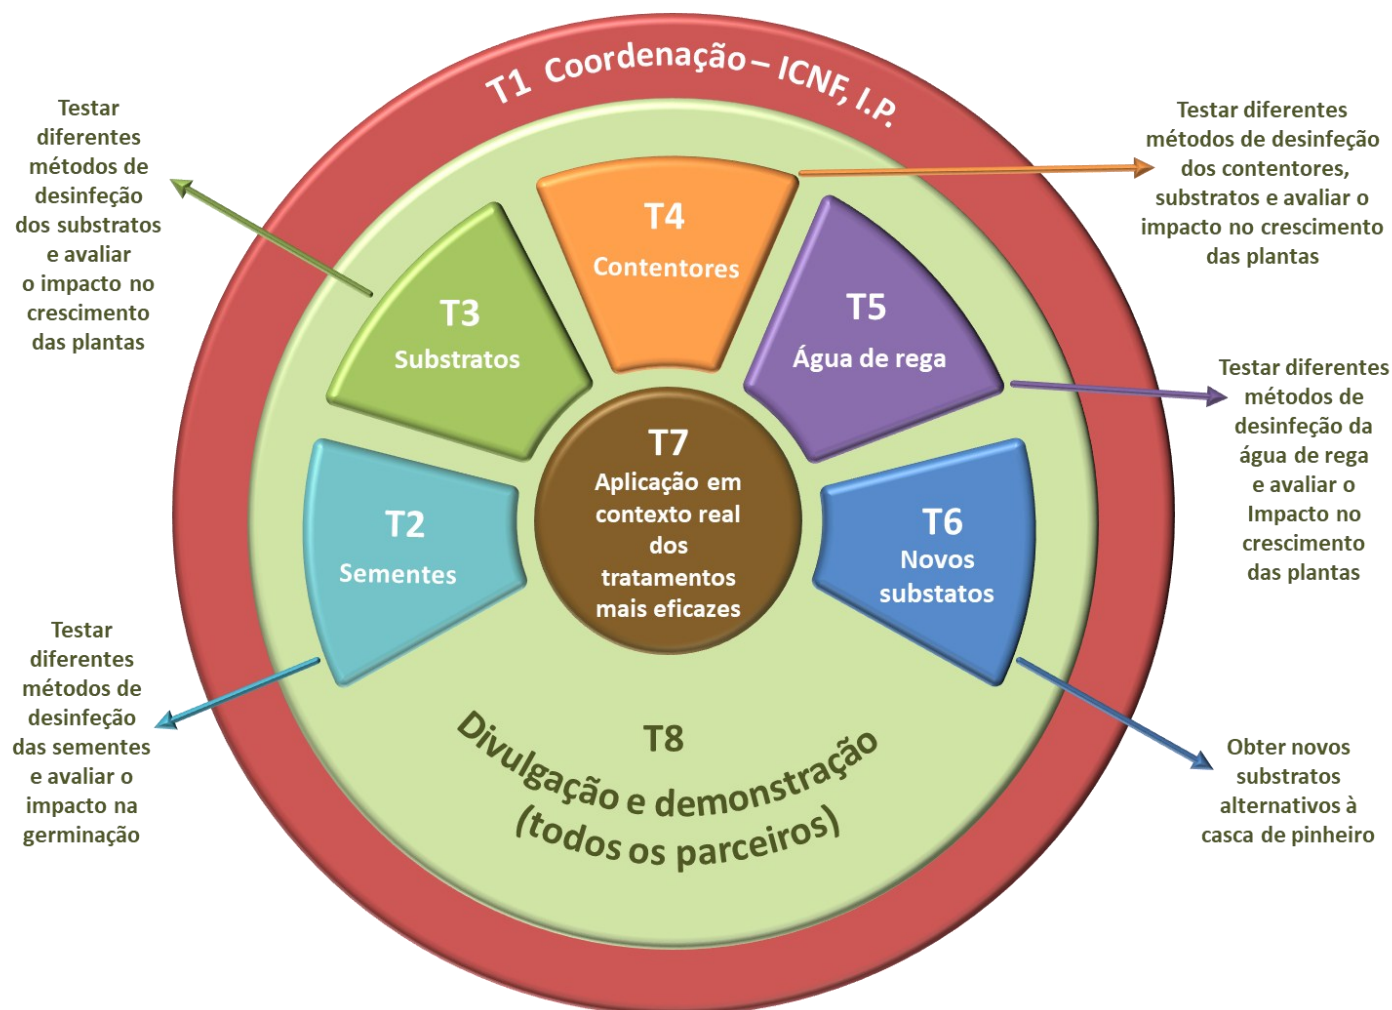 T1 Coordenação – ICNF, I.P.
Testar
diferentes
métodos de
desinfeção
dos substratos
e avaliar
o impacto no
crescimento
das plantas
Testar diferentes
métodos de desinfeção
dos contentores,
substratos e avaliar o
impacto no crescimento
das plantas
T4
Contentores
T3
Substratos
T5
Água de rega
Testar diferentes
métodos de
desinfeção da
água de rega
e avaliar o
Impacto no
crescimento
das plantas
T7
Aplicação em
contexto real
dos
tratamentos
mais eficazes
T2
Sementes
T6
Novos
substatos
Testar
diferentes
métodos de
desinfeção
das sementes
e avaliar o
impacto na
germinação
T8
Divulgação e demonstração
(todos os parceiros)
Obter novos
substratos
alternativos à
casca de pinheiro